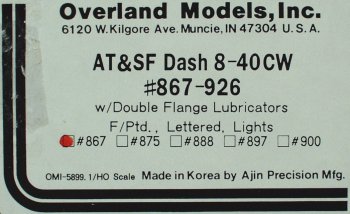 Overland Models, Inc.
6120 W. Kilgore Ave. Muncie, IN 47304 U.S.A.
AT&SF Dash 8-40CW
#867-926
w/Double Flange Lubricators
F/Ptd., Lettered, Lights
#867 #875 #888 #897 #900
OMI-5899.1/HO Scale Made in Korea by Ajin Precision Mfg.